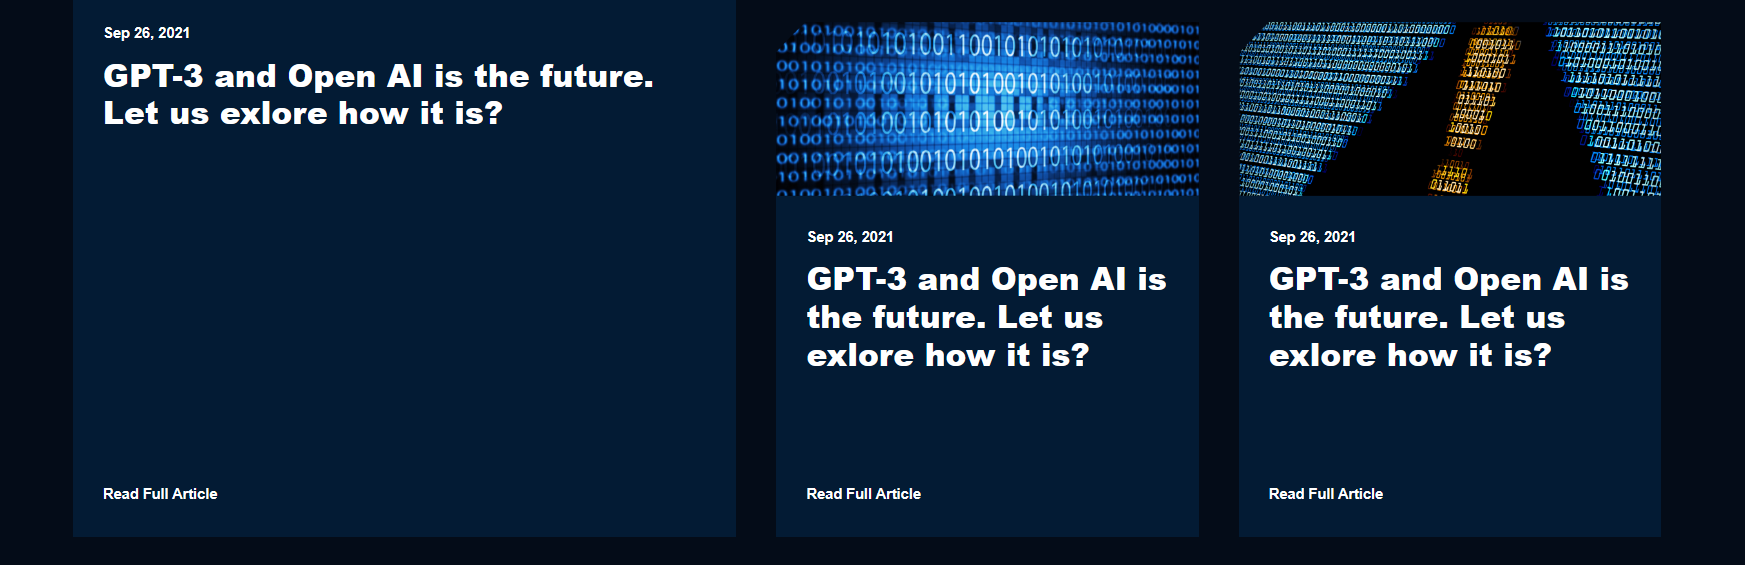 Sep 26, 2021
GPT-3 and Open AI is the future.
Let us exlore how it is?
Read Full Article
Sep 26, 2021
GPT-3 and Open AI is
the future. Let us
exlore how it is?
Read Full Article
Sep 26, 2021
GPT-3 and Open AI is
the future. Let us
exlore how it is?
Read Full Article